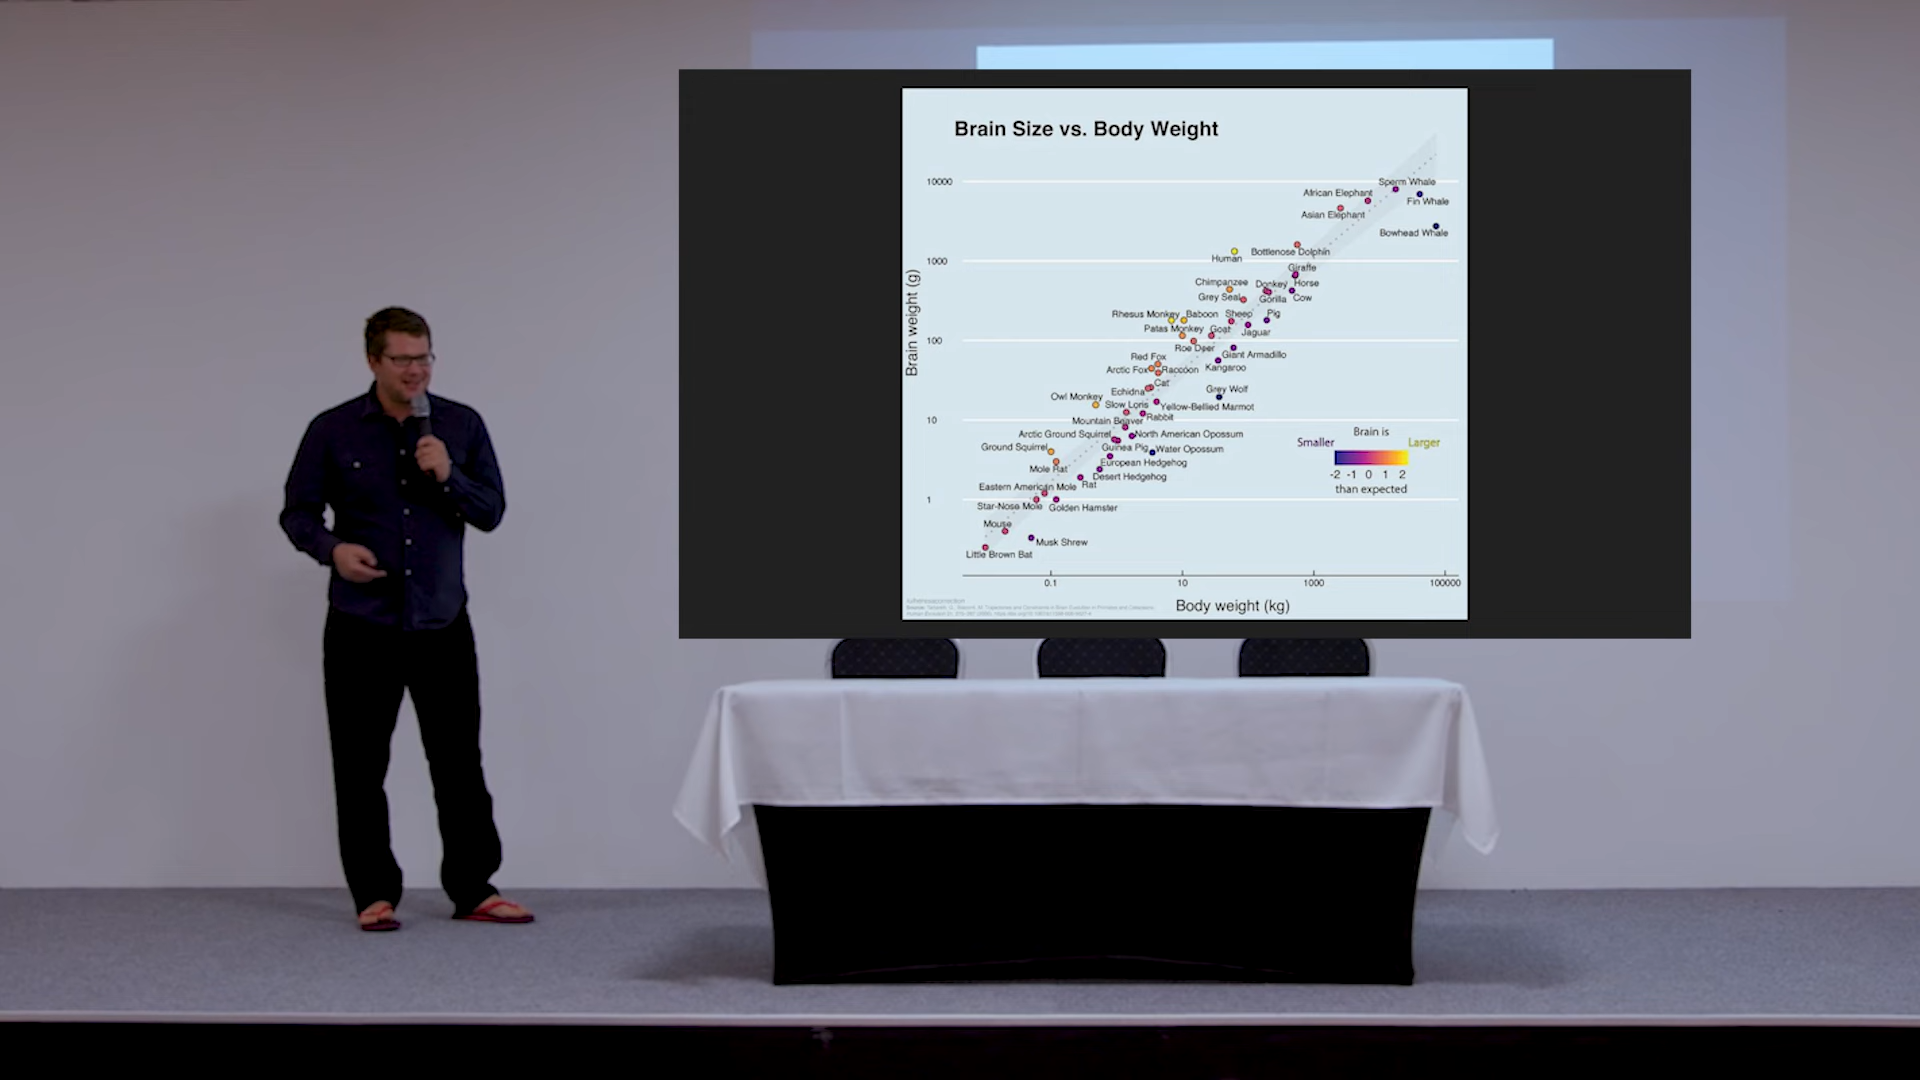 Brain Size vs. Body Weight
10000
1000
100
10
1
Brain weight (g)
Sperm Whale
African Elephant
Fin Whale
Asian Elephant
Bowhead Whale
Human
Bottlenose Dolphin
Giraffe
Chimpanzee
Donkey
Horse
Grey Seal
Gorilla
Cow
Rhesus Monkey
Baboon
Sheep
Pig
Patas Monkey
Goat
Jaguar
Roe Deer
Giant Armadillo
Red Fox
Arctic Fox
Raccoon
Kangaroo
Cat
Echidna
Grey Wolf
Owl Monkey
Slow Loris
Yellow-Bellied Marmot
Mountain Beaver
Rabbit
Arctic Ground Squirrel
North American Opossum
Ground Squirrel
Guinea Pig
Water Opossum
European Hedgehog
Mole Rat
Desert Hedgehog
Eastern American Mole
Rat
Star-Nose Mole
Golden Hamster
Mouse
Musk Shrew
Little Brown Bat
Brain is
Smaller
Larger
-2 -1 0 1 2
than expected
0.1
10
1000
100000
Body weight (kg)